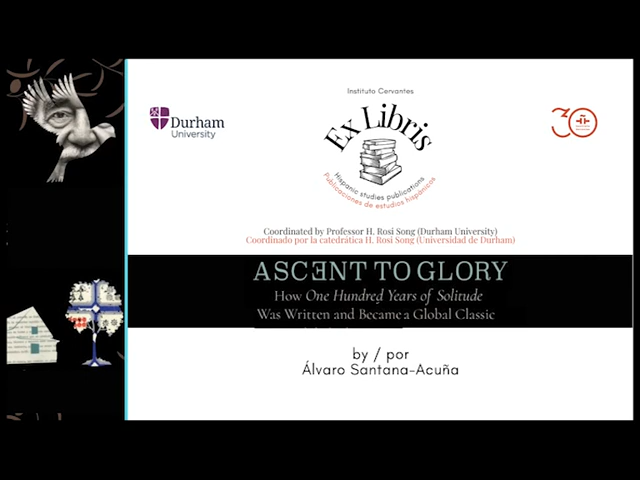 Instituto Cervantes
Durham
University
Ex Libris
30
Hispanic studies publications
Publicaciones de estudios hispánicos
Coordinated by Professor H. Rosi Song (Durham University)
Coordinado por la catedrática H. Rosi Song (Universidad de Durham)
ASCƎNT TO GLORY
How One Hundred Years of Solitude
Was Written and Became a Global Classic
by / por
Álvaro Santana-Acuña